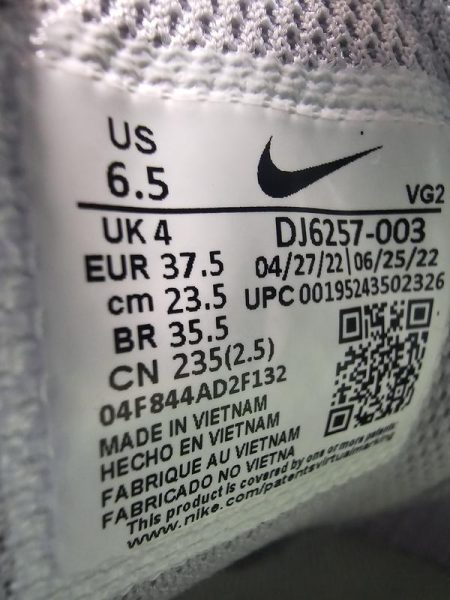 US
6.5
VG2
UK 4
DJ6257-003
EUR 37.5
04/27/22\|06/25/22
cm 23.5
UPC 00195243502326
BR 35.5
CN 235(2.5)
04F844AD2F132
MADE IN VIETNAM
HECHO EN VIETNAM
FABRIQUE AU VIETNAM
FABRICADO NO VIETNA
This product is covered by one or more patents
www.nike.com/patentsvirtualmarking